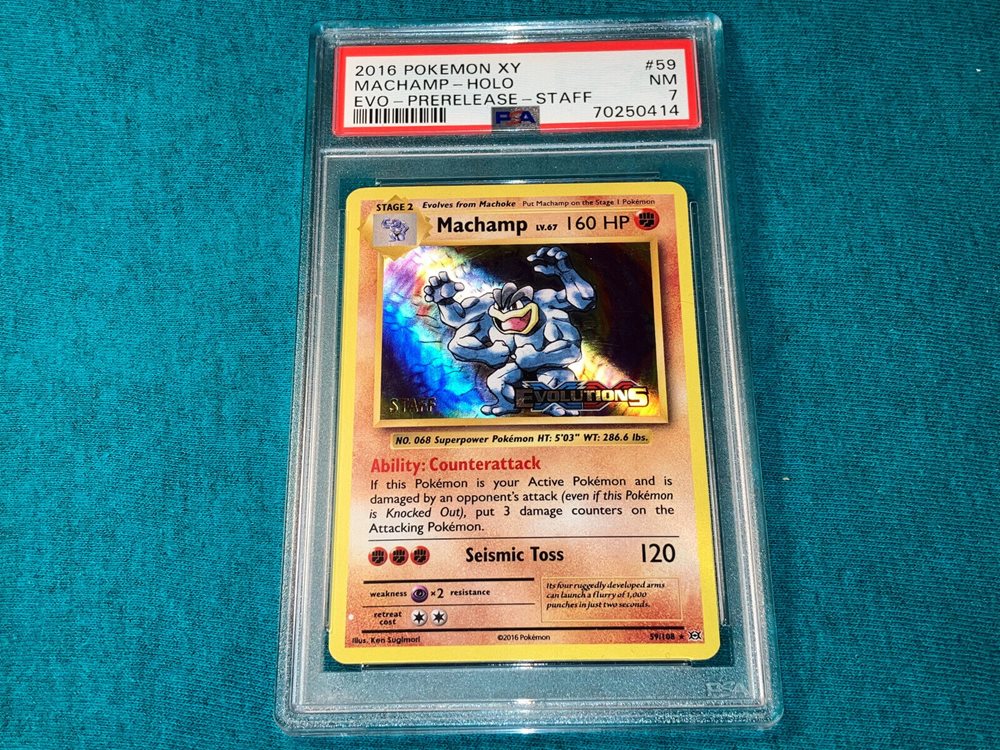 2016 POKEMON XY #59
MACHAMP-HOLO NM
EVO-PRERELEASE-STAFF 7
PSA 70250414
STAGE 2 Evolves from Machoke Put Machamp on the Stage 1 Pokémon
Machamp LV.67 160 HP
STAFF EVOLUTIONS
NO. 068 Superpower Pokémon HT: 5'03" WT: 286.6 lbs.
Ability: Counterattack
If this Pokémon is your Active Pokémon and is
damaged by an opponent's attack (even if this Pokémon
is Knocked Out), put 3 damage counters on the
Attacking Pokémon.
Seismic Toss 120
weakness ×2 resistance
retreat
cost
Its four ruggedly developed arms
can launch a flurry of 1,000
punches in just two seconds.
Illus. Ken Sugimori ©2016 Pokémon 59/108 ★
PSA